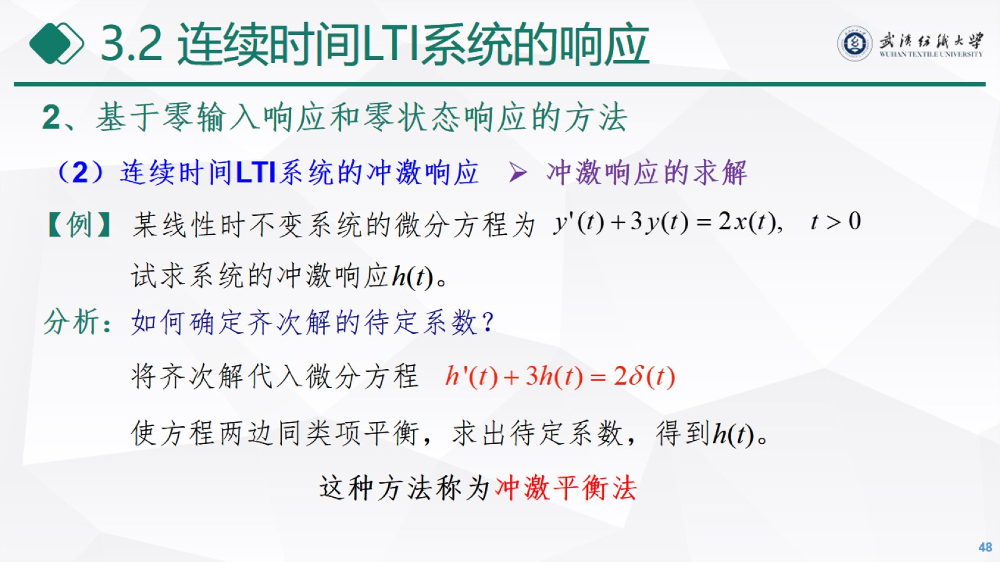 3.2 连续时间LTI系统的响应
武汉纺织大学
WUHAN TEXTILE UNIVERSITY
2、基于零输入响应和零状态响应的方法
（2）连续时间LTI系统的冲激响应 ➢ 冲激响应的求解
【例】某线性时不变系统的微分方程为 y'(t)+3y(t)=2x(t), t>0
试求系统的冲激响应h(t)。
分析：如何确定齐次解的待定系数？
将齐次解代入微分方程 h'(t)+3h(t)=2δ(t)
使方程两边同类项平衡，求出待定系数，得到h(t)。
这种方法称为冲激平衡法
48